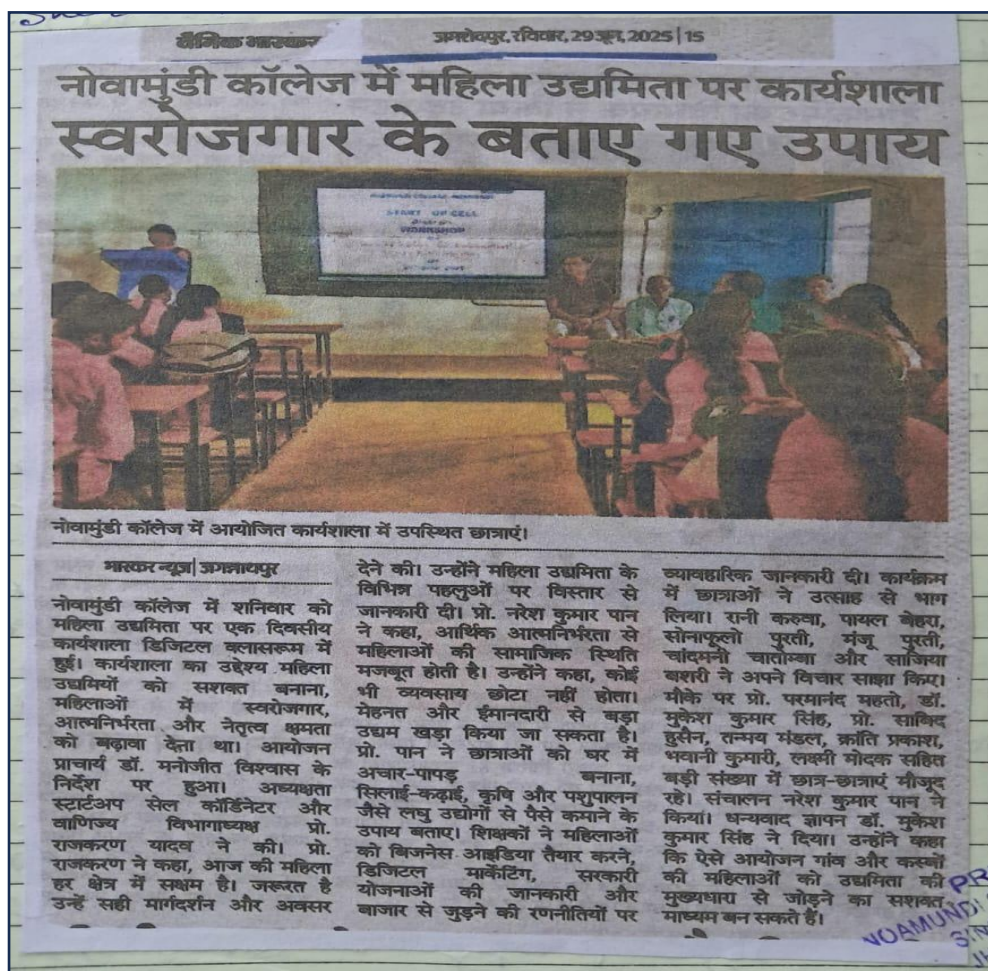 दैनिक भास्कर
जमशेदपुर, रविवार, 29 जून, 2025 | 15
नोवामुंडी कॉलेज में महिला उद्यमिता पर कार्यशाला
स्वरोजगार के बताए गए उपाय
START UP CELL
WORKSHOP
नोवामुंडी कॉलेज में आयोजित कार्यशाला में उपस्थित छात्राएं।
भास्कर न्यूज | जगन्नाथपुर
नोवामुंडी कॉलेज में शनिवार को
महिला उद्यमिता पर एक दिवसीय
कार्यशाला डिजिटल क्लासरूम में
हुई। कार्यशाला का उद्देश्य महिला
उद्यमियों को सशक्त बनाना,
महिलाओं में स्वरोजगार,
आत्मनिर्भरता और नेतृत्व क्षमता
को बढ़ावा देता था। आयोजन
प्राचार्य डॉ. मनोजीत विश्वास के
निर्देश पर हुआ। अध्यक्षता
स्टार्टअप सेल कॉर्डिनेटर और
वाणिज्य विभागाध्यक्ष प्रो.
राजकरण यादव ने की। प्रो.
राजकरण ने कहा, आज की महिला
हर क्षेत्र में सक्षम है। जरूरत है
उन्हें सही मार्गदर्शन और अवसर
देने की। उन्होंने महिला उद्यमिता के
विभिन्न पहलुओं पर विस्तार से
जानकारी दी। प्रो. नरेश कुमार पान
ने कहा, आर्थिक आत्मनिर्भरता से
महिलाओं की सामाजिक स्थिति
मजबूत होती है। उन्होंने कहा, कोई
भी व्यवसाय छोटा नहीं होता।
मेहनत और ईमानदारी से बड़ा
उद्यम खड़ा किया जा सकता है।
प्रो. पान ने छात्राओं को घर में
अचार-पापड़ बनाना,
सिलाई-कढ़ाई, कृषि और पशुपालन
जैसे लघु उद्योगों से पैसे कमाने के
उपाय बताए। शिक्षकों ने महिलाओं
को बिजनेस आइडिया तैयार करने,
डिजिटल मार्केटिंग, सरकारी
योजनाओं की जानकारी और
बाजार से जुड़ने की रणनीतियों पर
व्यावहारिक जानकारी दी। कार्यक्रम
में छात्राओं ने उत्साह से भाग
लिया। रानी करुवा, पायल बेहरा,
सोनाफूलो पुरती, मंजू पुरती,
चांदमनी चातोम्बा और साजिया
बशरी ने अपने विचार साझा किए।
मौके पर प्रो. परमानंद महतो, डॉ.
मुकेश कुमार सिंह, प्रो. साबिद
हुसैन, तन्मय मंडल, क्रांति प्रकाश,
भवानी कुमारी, लक्ष्मी मोदक सहित
बड़ी संख्या में छात्र-छात्राएं मौजूद
रहे। संचालन नरेश कुमार पान ने
किया। धन्यवाद ज्ञापन डॉ. मुकेश
कुमार सिंह ने दिया। उन्होंने कहा
कि ऐसे आयोजन गांव और कस्बों
की महिलाओं को उद्यमिता की
मुख्यधारा से जोड़ने का सशक्त
माध्यम बन सकते हैं।
NOAMUNDI